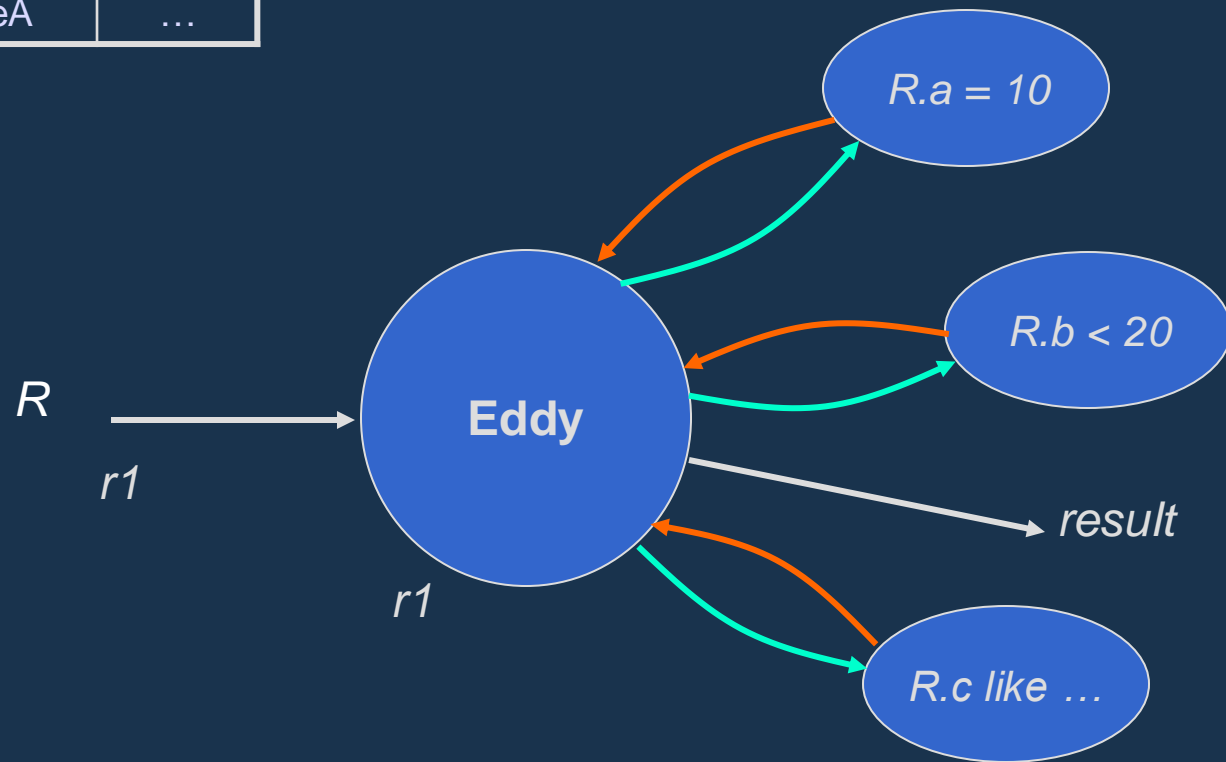 …
R.a = 10
R.b < 20
R
Eddy
r1
result
r1
R.c like …